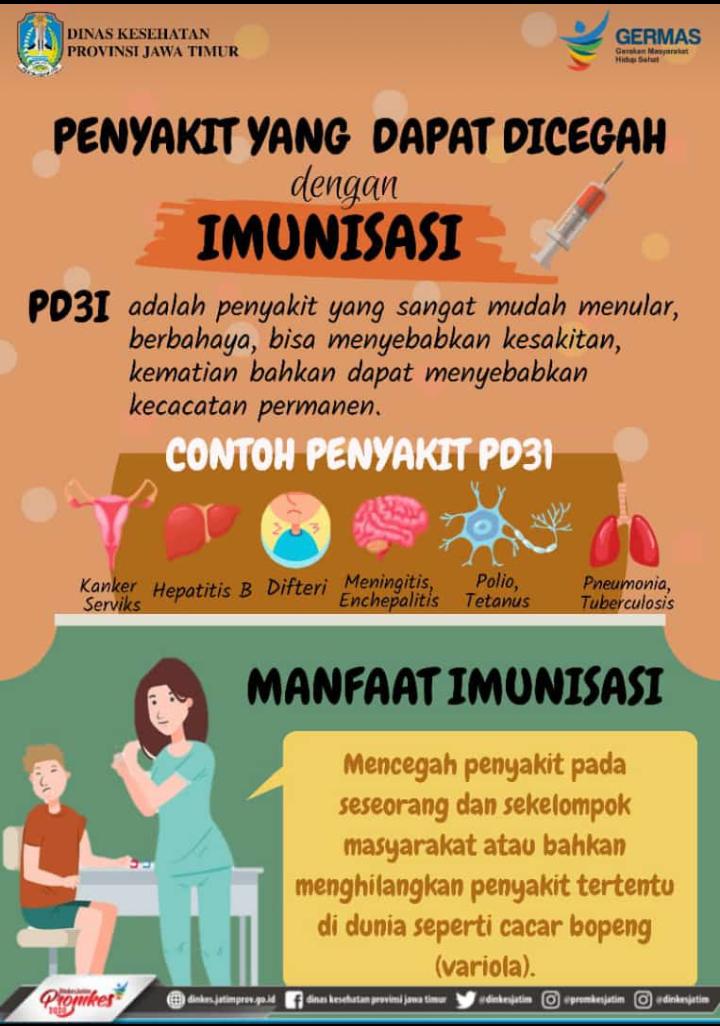 DINAS KESEHATAN
PROVINSI JAWA TIMUR
GERMAS
Gerakan Masyarakat
Hidup Sehat
PENYAKIT YANG DAPAT DICEGAH
dengan
IMUNISASI
PD3I adalah penyakit yang sangat mudah menular,
berbahaya, bisa menyebabkan kesakitan,
kematian bahkan dapat menyebabkan
kecacatan permanen.
CONTOH PENYAKIT PD3I
Kanker
Serviks
Hepatitis B
Difteri
Meningitis,
Enchepalitis
Polio,
Tetanus
Pneumonia,
Tuberculosis
MANFAAT IMUNISASI
Mencegah penyakit pada
seseorang dan sekelompok
masyarakat atau bahkan
menghilangkan penyakit tertentu
di dunia seperti cacar bopeng
(variola).
DinkesJatim
Promkes
2020
dinkes.jatimprov.go.id
dinas kesehatan provinsi jawa timur
@dinkesjatim
@promkesjatim
@dinkesjatim